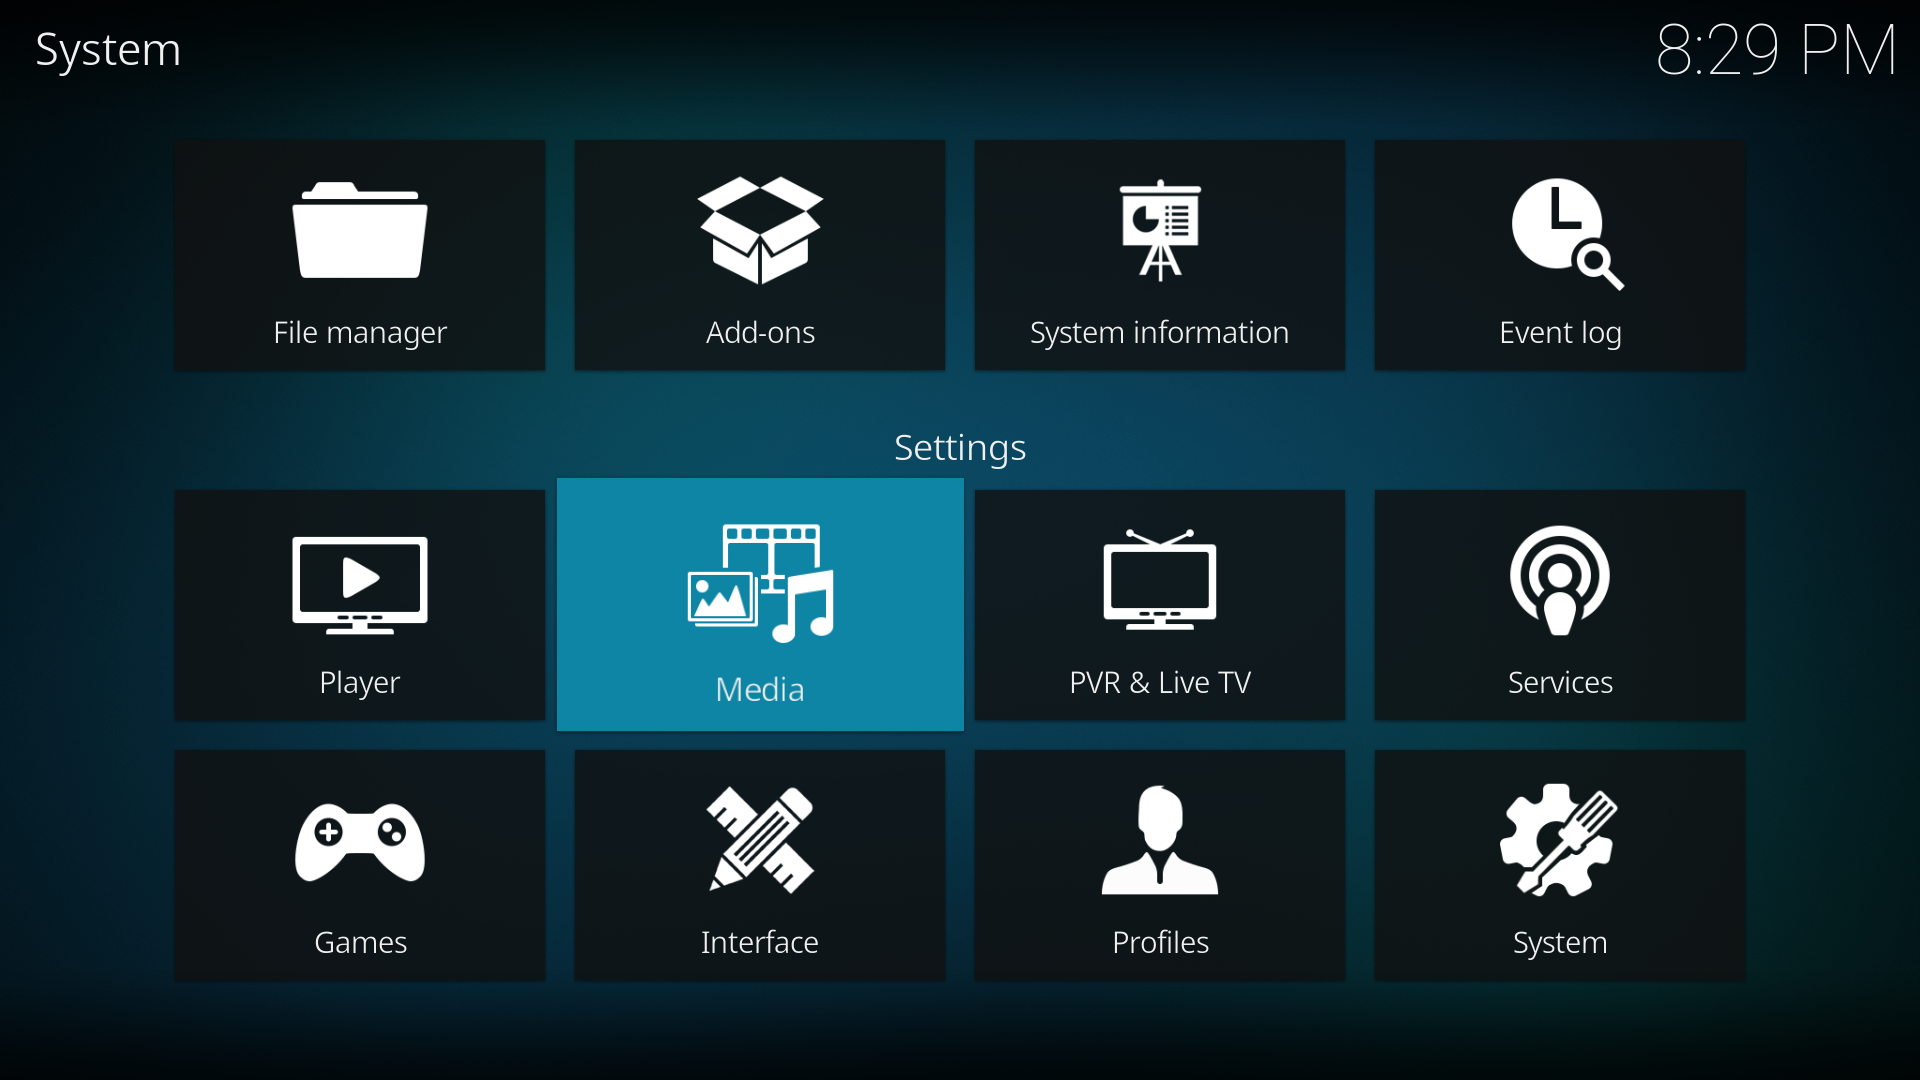 System
8:29 PM
File manager
Add-ons
System information
Event log
Settings
Player
Media
PVR & Live TV
Services
Games
Interface
Profiles
System